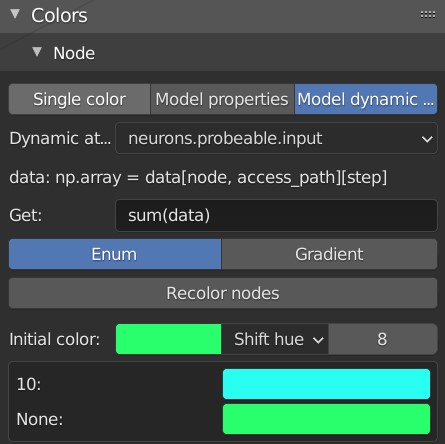 Colors
Node
Single color Model properties Model dynamic ...
Dynamic at... neurons.probeable.input
data: np.array = data[node, access_path][step]
Get: sum(data)
Enum Gradient
Recolor nodes
Initial color: Shift hue 8
10:
None: